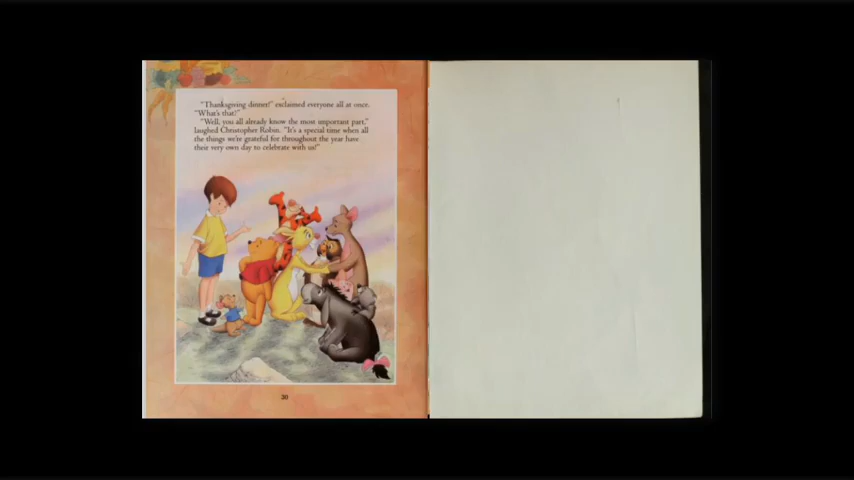 "Thanksgiving dinner!" exclaimed everyone all at once.
"What's that?"
"Well, you all already know the most important part,"
laughed Christopher Robin. "It's a special time when all
the things we're grateful for throughout the year have
their very own day to celebrate with us!"
30